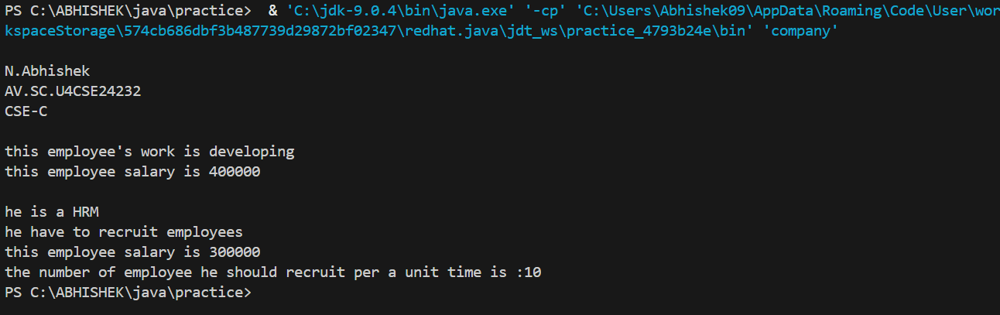 PS C:\ABHISHEK\java\practice>  & 'C:\jdk-9.0.4\bin\java.exe' '-cp' 'C:\Users\Abhishek09\AppData\Roaming\Code\User\wor
kspaceStorage\574cb686dbf3b487739d29872bf02347\redhat.java\jdt_ws\practice_4793b24e\bin' 'company'
N.Abhishek
AV.SC.U4CSE24232
CSE-C
this employee's work is developing
this employee salary is 400000
he is a HRM
he have to recruit employees
this employee salary is 300000
the number of employee he should recruit per a unit time is :10
PS C:\ABHISHEK\java\practice>